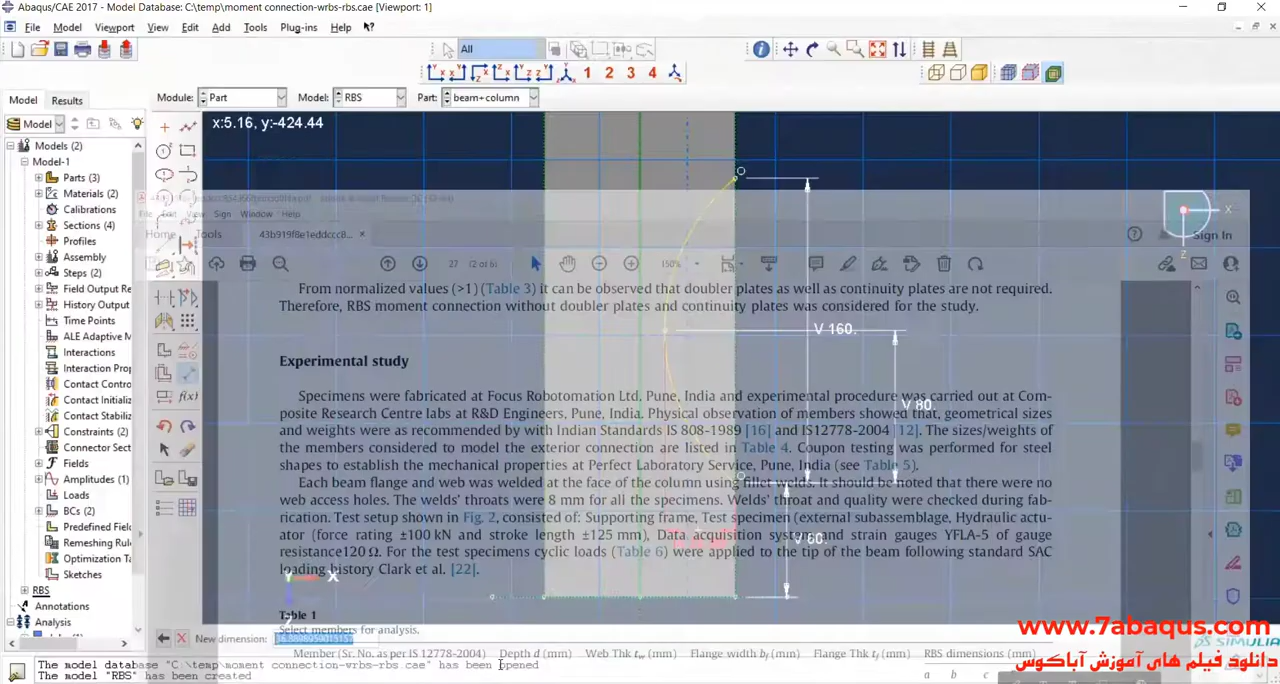 Abaqus/CAE 2017 - Model Database: C:\temp\moment connection-wrbs-rbs.cae [Viewport: 1]
File Model Viewport View Edit Add Tools Plug-ins Help
All
1 2 3 4
Model Results
Module: Part Model: RBS Part: beam+column
Model
x:5.16, y:-424.44
Models (2)
Model-1
Parts (3)
Materials (2)
Calibrations
Sections (4)
Profiles
Assembly
Steps (2)
Field Output Re
History Output
Time Points
ALE Adaptive M
Interactions
Interaction Prop
Contact Contro
Contact Initializ
Contact Stabiliz
Constraints (2)
Connector Sect
Fields
Amplitudes (1)
Loads
BCs (2)
Predefined Field
Remeshing Rule
Optimization Ta
Sketches
RBS
Annotations
Analysis
Sign Window Help
Home Tools 43b919f8e1eddccc8... × Sign In
27 (2 of 6) 150%
X
Z
V 160.
V 80.
V 60.
From normalized values (>1) (Table 3) it can be observed that doubler plates as well as continuity plates are not required.
Therefore, RBS moment connection without doubler plates and continuity plates was considered for the study.
Experimental study
Specimens were fabricated at Focus Robotomation Ltd, Pune, India and experimental procedure was carried out at Com-
posite Research Centre labs at R&D Engineers, Pune, India. Physical observation of members showed that, geometrical sizes
and weights were as recommended by with Indian Standards IS 808-1989 [16] and IS12778-2004 [12]. The sizes/weights of
the members considered to model the exterior connection are listed in Table 4. Coupon testing was performed for steel
shapes to establish the mechanical properties at Perfect Laboratory Service, Pune, India (see Table 5).
Each beam flange and web was welded at the face of the column using fillet welds. It should be noted that there were no
web access holes. The welds' throats were 8 mm for all the specimens. Welds' throat and quality were checked during fab-
rication. Test setup shown in Fig. 2, consisted of: Supporting frame, Test specimen (external subassemblage, Hydraulic actu-
ator (force rating ±100 kN and stroke length ±125 mm), Data acquisition system and strain gauges YFLA-5 of gauge
resistance120 Ω. For the test specimens cyclic loads (Table 6) were applied to the tip of the beam following standard SAC
loading history Clark et al. [22].
Y X
Table 1
Select members for analysis.
New dimension:
Member (Sr. No. as per IS 12778-2004) Depth d (mm) Web Thk tw (mm) Flange width bf (mm) Flange Thk tf (mm) RBS dimensions (mm)
a b c
The model database "C:\temp\moment connection-wrbs-rbs.cae" has been opened
The model "RBS" has been created
www.7abaqus.com
SIMULIA
دانلود فیلم های آموزش آباکوس